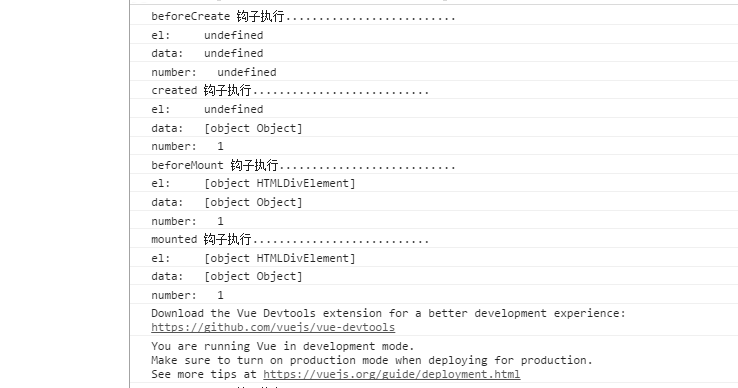 beforeCreate 钩子执行..........................
el:     undefined
data:   undefined
number:   undefined
created 钩子执行...........................
el:     undefined
data:   [object Object]
number:   1
beforeMount 钩子执行...........................
el:     [object HTMLDivElement]
data:   [object Object]
number:   1
mounted 钩子执行...........................
el:     [object HTMLDivElement]
data:   [object Object]
number:   1
Download the Vue Devtools extension for a better development experience:
https://github.com/vuejs/vue-devtools
You are running Vue in development mode.
Make sure to turn on production mode when deploying for production.
See more tips at https://vuejs.org/guide/deployment.html